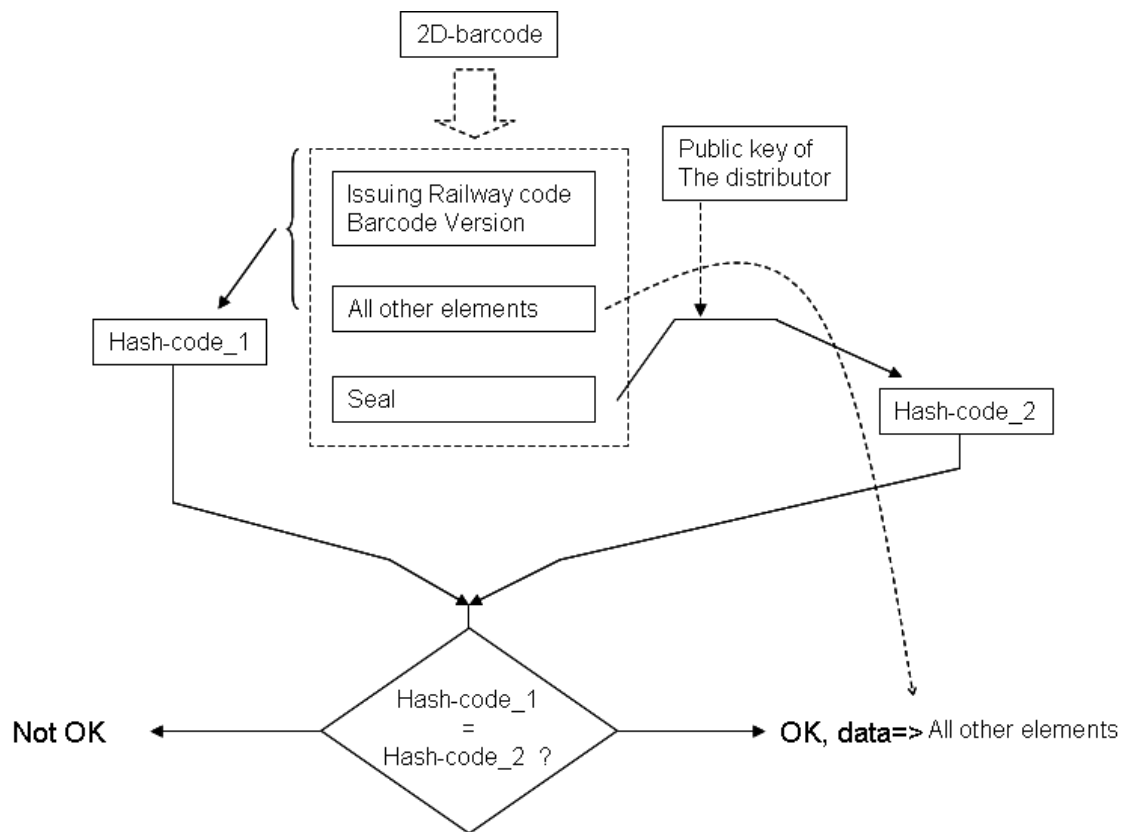 2D-barcode
Public key of
The distributor
Issuing Railway code
Barcode Version
All other elements
Hash-code_1
Seal
Hash-code_2
Hash-code_1
=
Hash-code_2 ?
Not OK
OK, data=> All other elements